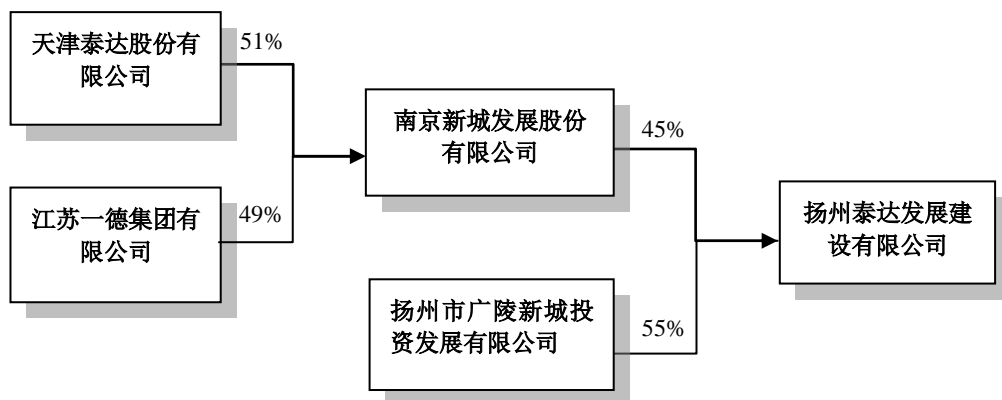 天津泰达股份有
限公司
51%
江苏一德集团有
限公司
49%
南京新城发展股份
有限公司
45%
扬州市广陵新城投
资发展有限公司
55%
扬州泰达发展建
设有限公司